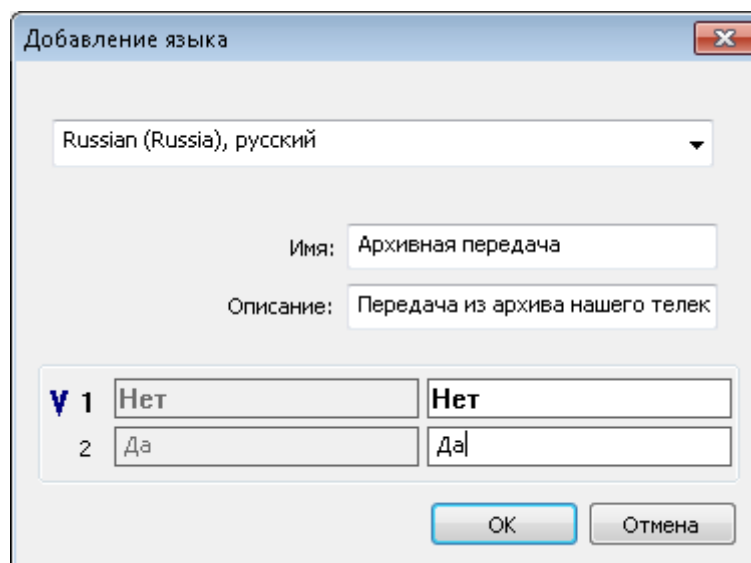 Добавление языка
Russian (Russia), русский
Имя: Архивная передача
Описание: Передача из архива нашего телек
1 Нет Нет
2 Да Да
OK Отмена